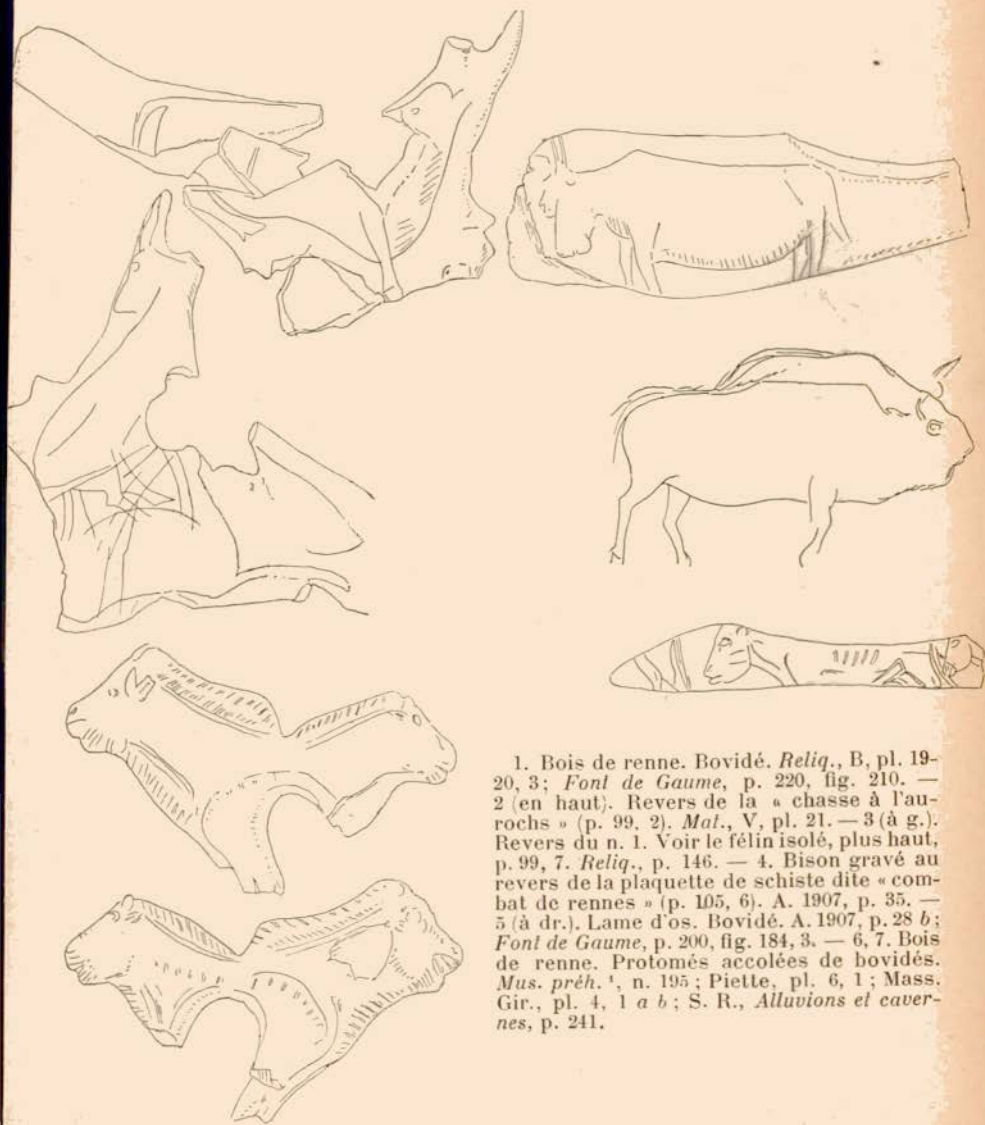 1. Bois de renne. Bovidé. Reliq., B, pl. 19-
20, 3; Font de Gaume, p. 220, fig. 210. —
2 (en haut). Revers de la « chasse à l'au-
rochs » (p. 99, 2). Mat., V, pl. 21. — 3 (à g.).
Revers du n. 1. Voir le félin isolé, plus haut,
p. 99, 7. Reliq., p. 146. — 4. Bison gravé au
revers de la plaquette de schiste dite « com-
bat de rennes » (p. 105, 6). A. 1907, p. 35. —
5 (à dr.). Lame d'os. Bovidé. A. 1907, p. 28 b;
Font de Gaume, p. 200, fig. 184, 3. — 6, 7. Bois
de renne. Protomés accolées de bovidés.
Mus. préh. ¹, n. 195; Piette, pl. 6, 1; Mass.
Gir., pl. 4, 1 a b; S. R., Alluvions et caver-
nes, p. 241.